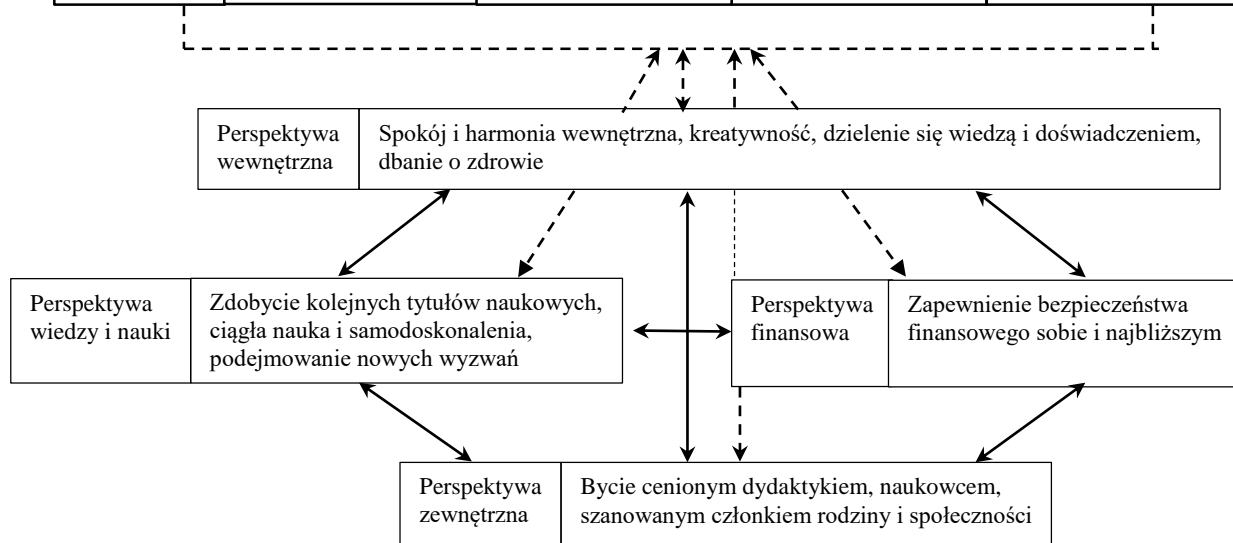 Perspektywa
wewnętrzna
Spokój i harmonia wewnętrzna, kreatywność, dzielenie się wiedzą i doświadczeniem,
dbanie o zdrowie
Perspektywa
wiedzy i nauki
Zdobycie kolejnych tytułów naukowych,
ciągła nauka i samodoskonalenia,
podejmowanie nowych wyzwań
Perspektywa
finansowa
Zapewnienie bezpieczeństwa
finansowego sobie i najbliższym
Perspektywa
zewnętrzna
Bycie cenionym dydaktykiem, naukowcem,
szanowanym członkiem rodziny i społeczności